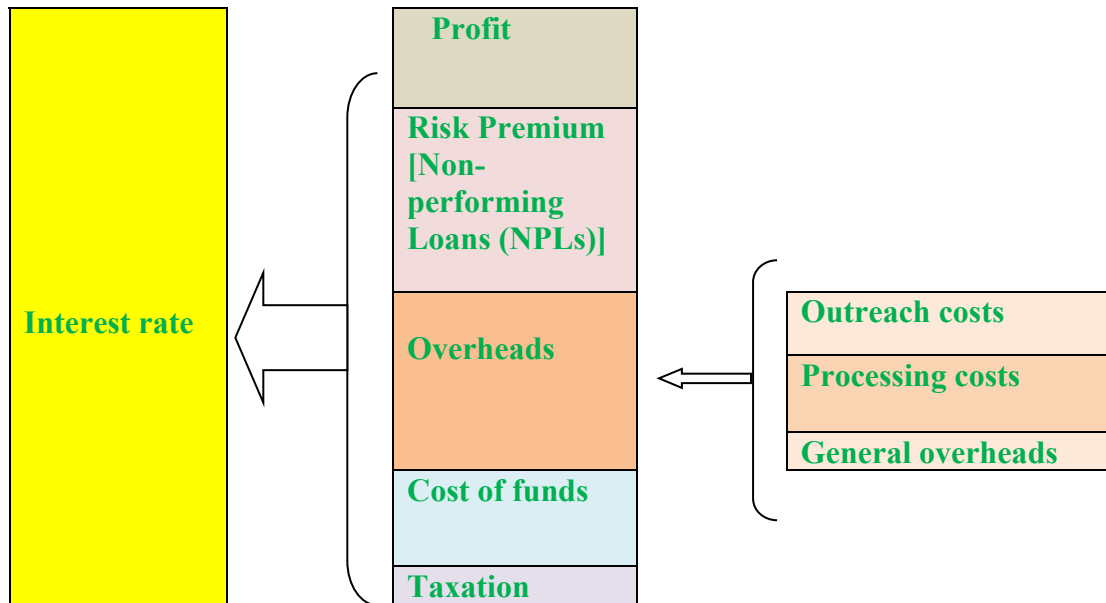 Interest rate
Profit
Risk Premium
[Non-
performing
Loans (NPLs)]
Overheads
Cost of funds
Taxation
Outreach costs
Processing costs
General overheads